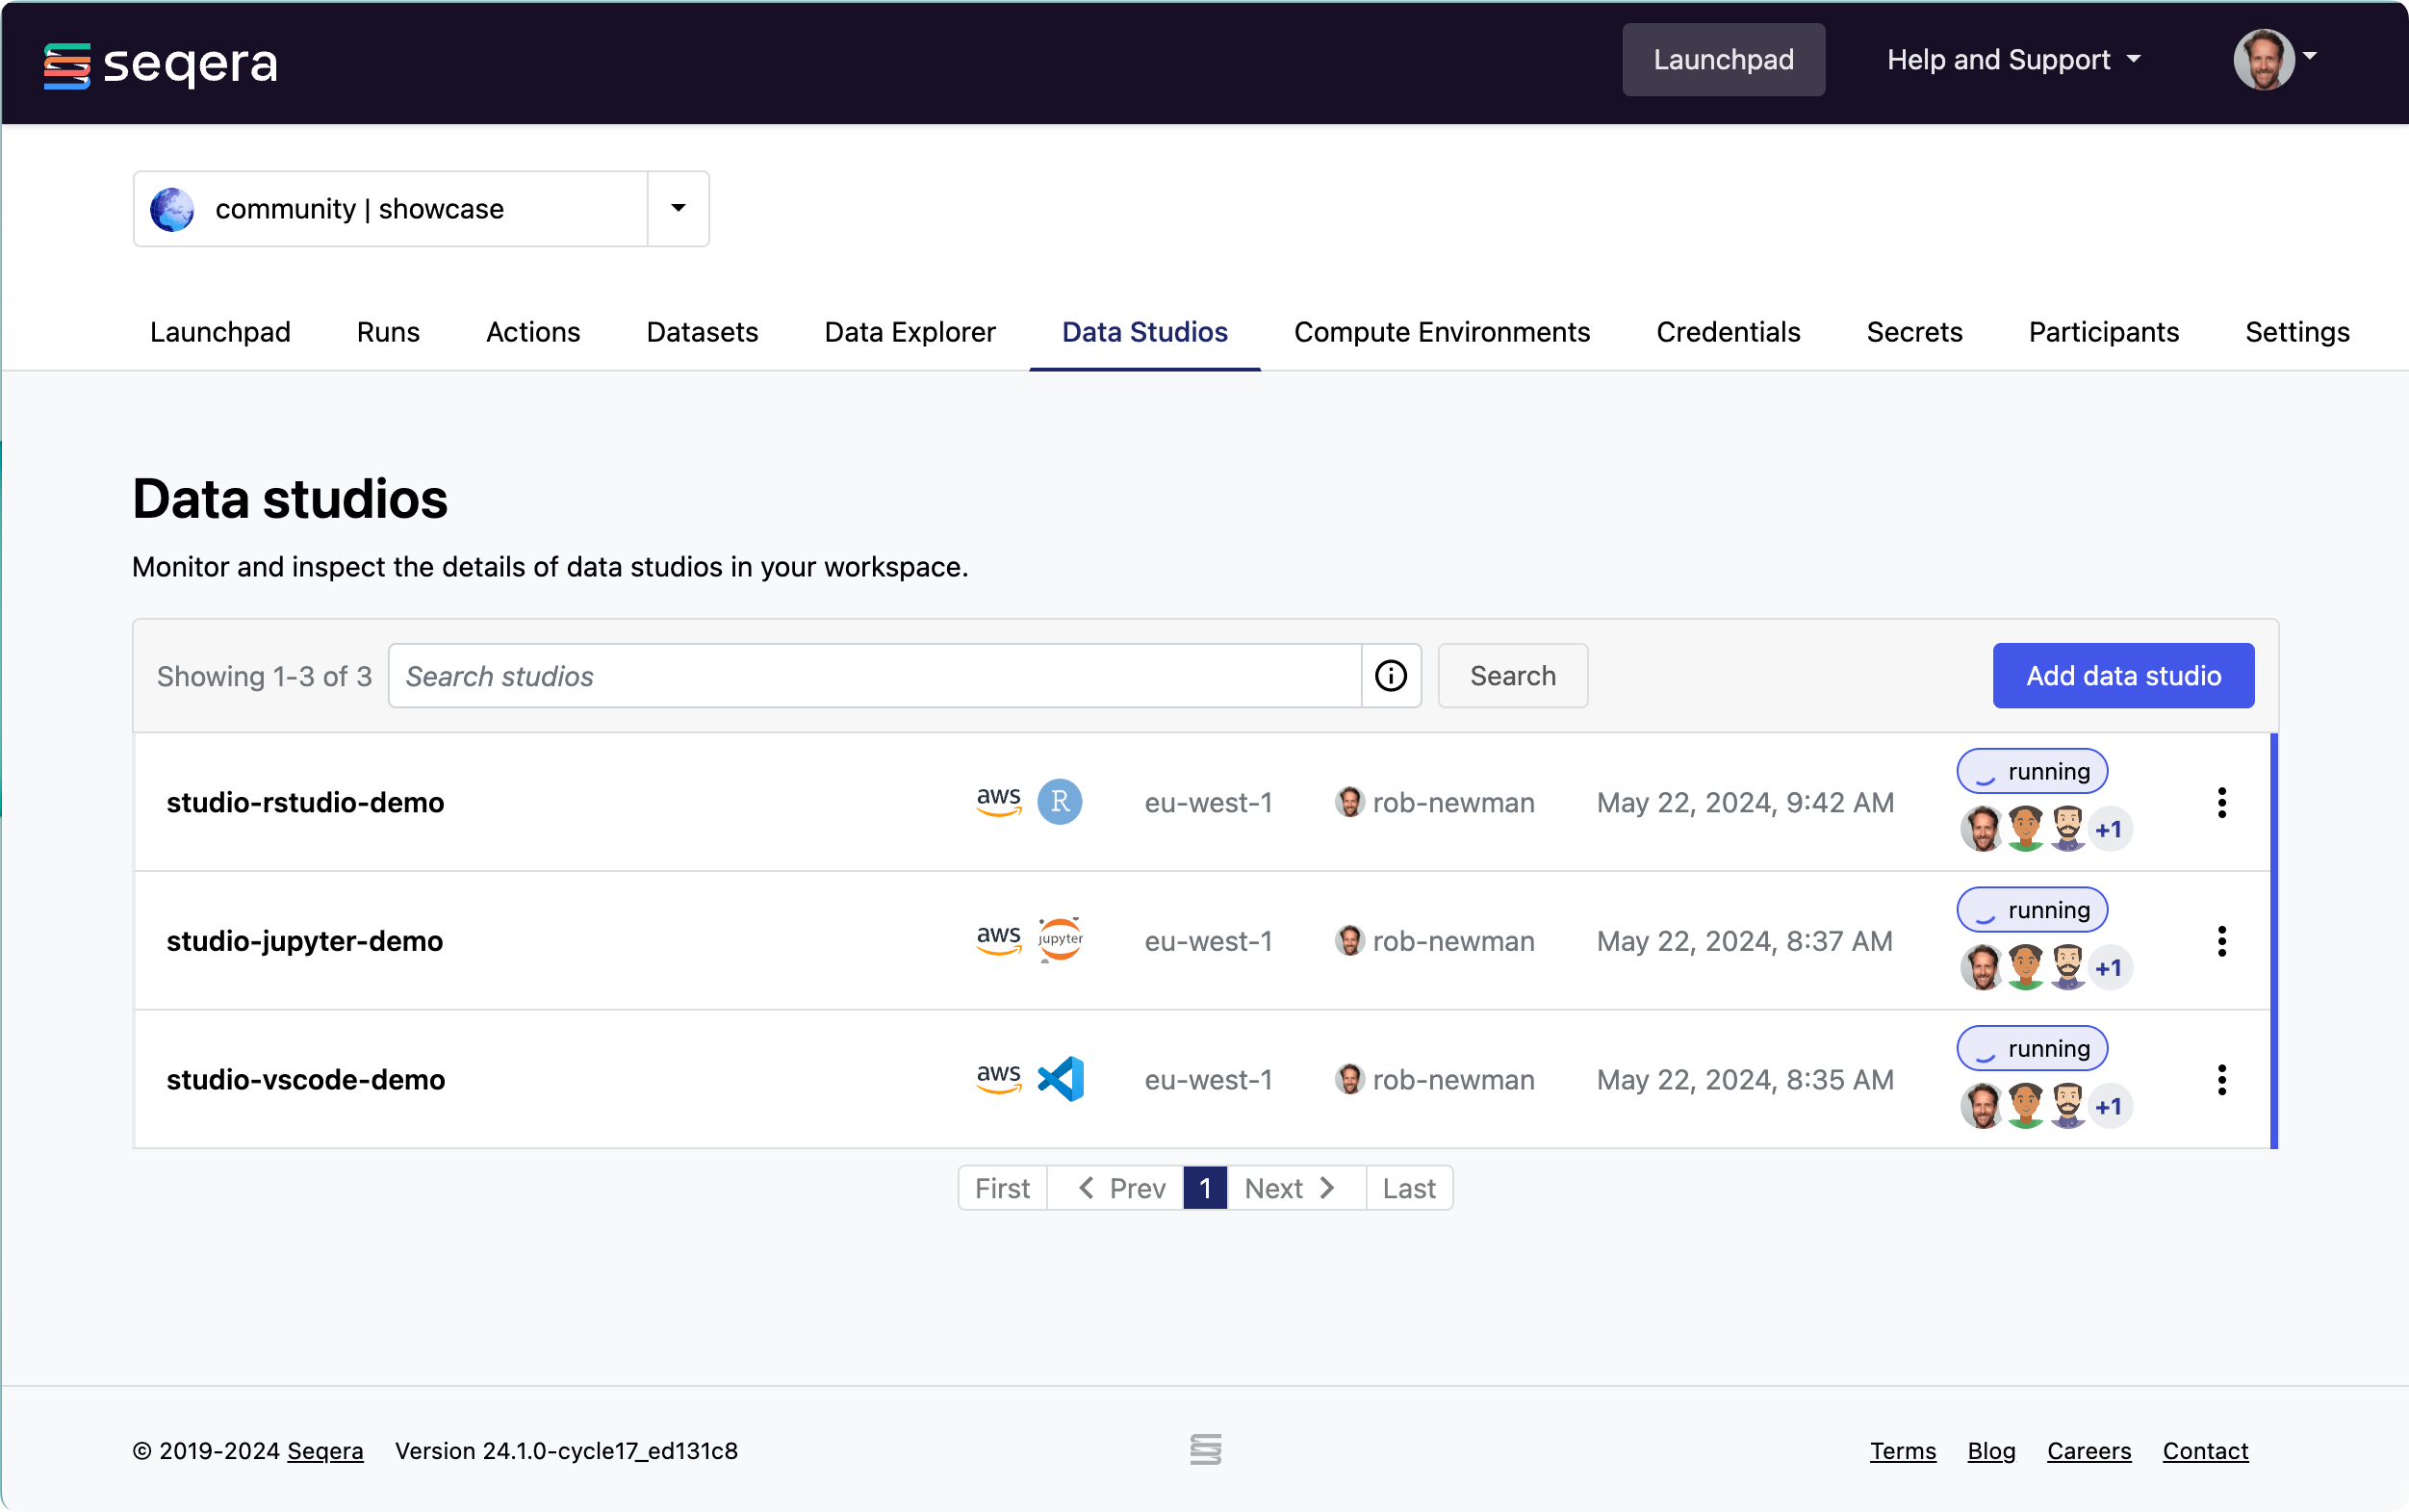 seqera
Launchpad
Help and Support
community | showcase
Launchpad Runs Actions Datasets Data Explorer Data Studios Compute Environments Credentials Secrets Participants Settings
Data studios
Monitor and inspect the details of data studios in your workspace.
Showing 1-3 of 3 Search studios Search Add data studio
studio-rstudio-demo aws R eu-west-1 rob-newman May 22, 2024, 9:42 AM running
+1
studio-jupyter-demo aws jupyter eu-west-1 rob-newman May 22, 2024, 8:37 AM running
+1
studio-vscode-demo aws eu-west-1 rob-newman May 22, 2024, 8:35 AM running
+1
First Prev 1 Next Last
© 2019-2024 Seqera Version 24.1.0-cycle17_ed131c8 Terms Blog Careers Contact